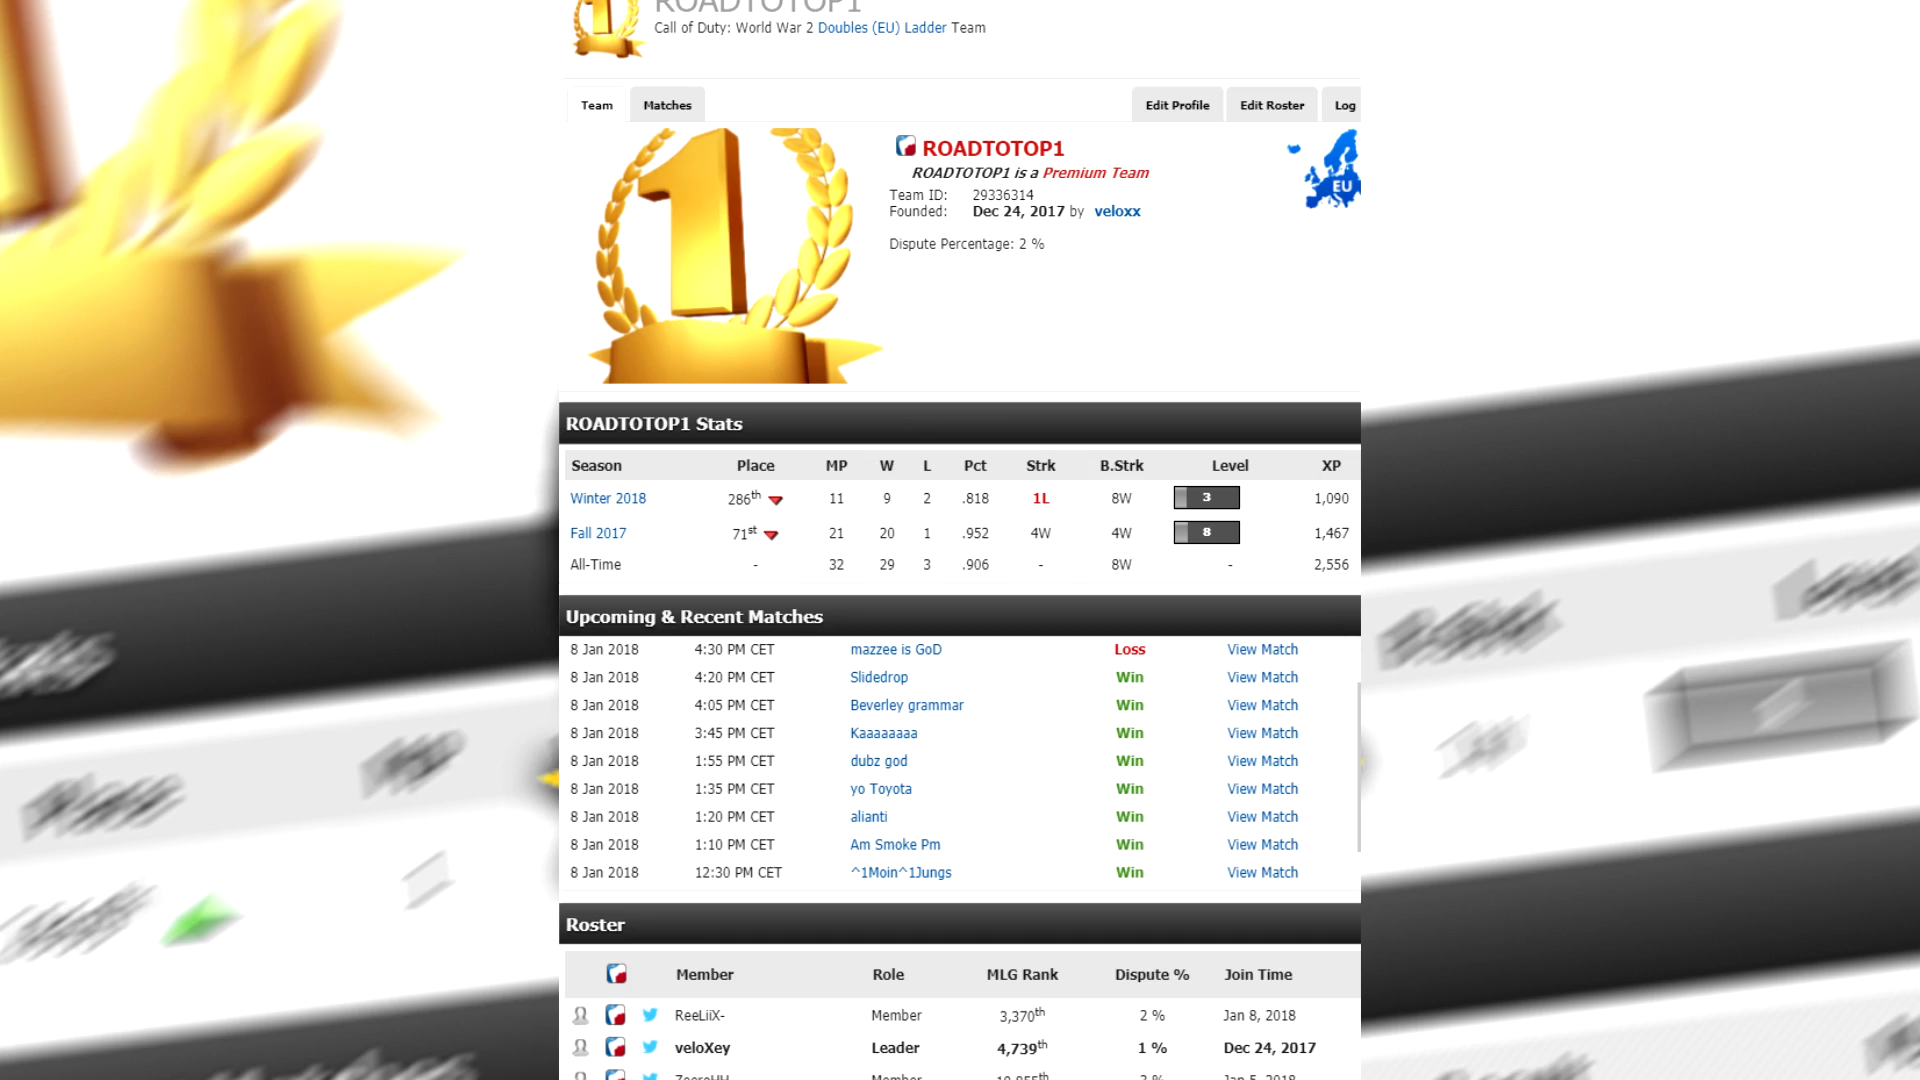 ROADTOTOP1
Call of Duty: World War 2 Doubles (EU) Ladder Team
Team Matches Edit Profile Edit Roster Log
1
ROADTOTOP1
ROADTOTOP1 is a Premium Team
EU
Team ID: 29336314
Founded: Dec 24, 2017 by veloxx
Dispute Percentage: 2 %
ROADTOTOP1 Stats
Season Place MP W L Pct Strk B.Strk Level XP
Winter 2018 286th 11 9 2 .818 1L 8W 3 1,090
Fall 2017 71st 21 20 1 .952 4W 4W 8 1,467
All-Time - 32 29 3 .906 - 8W - 2,556
Upcoming & Recent Matches
8 Jan 2018 4:30 PM CET mazzee is GoD Loss View Match
8 Jan 2018 4:20 PM CET Slidedrop Win View Match
8 Jan 2018 4:05 PM CET Beverley grammar Win View Match
8 Jan 2018 3:45 PM CET Kaaaaaaaa Win View Match
8 Jan 2018 1:55 PM CET dubz god Win View Match
8 Jan 2018 1:35 PM CET yo Toyota Win View Match
8 Jan 2018 1:20 PM CET alianti Win View Match
8 Jan 2018 1:10 PM CET Am Smoke Pm Win View Match
8 Jan 2018 12:30 PM CET ^1Moin^1Jungs Win View Match
Roster
Member Role MLG Rank Dispute % Join Time
ReeLiiX- Member 3,370th 2 % Jan 8, 2018
veloXey Leader 4,739th 1 % Dec 24, 2017
Member Jan 5, 2018